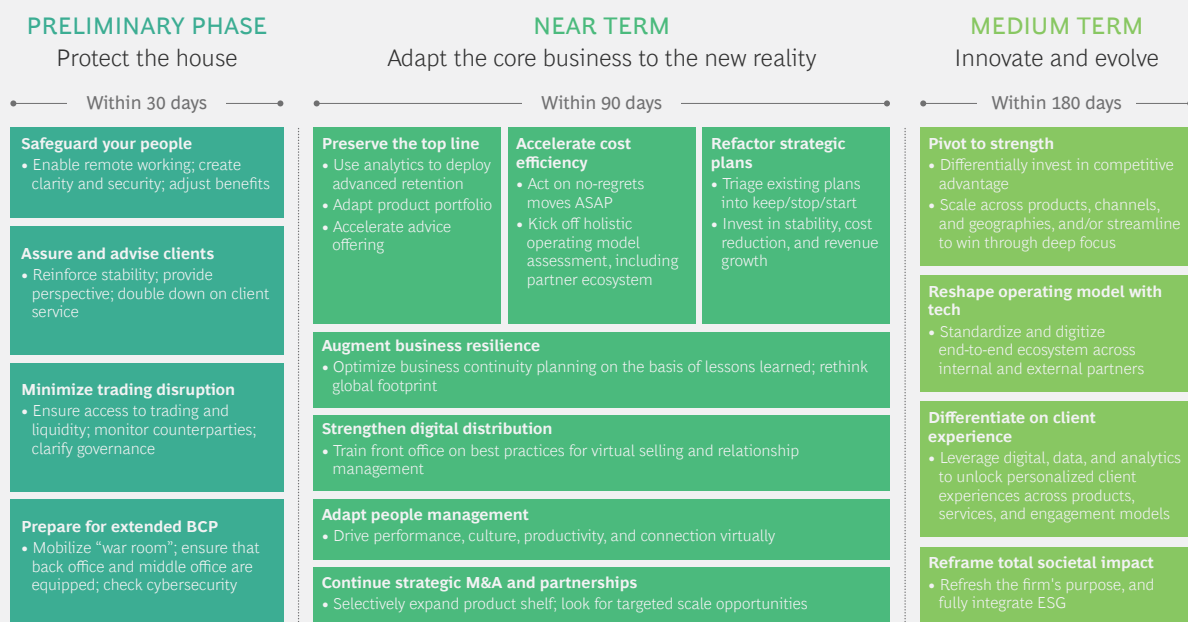 PRELIMINARY PHASE
Protect the house
Within 30 days
Safeguard your people
• Enable remote working; create
clarity and security; adjust benefits
Assure and advise clients
• Reinforce stability; provide
perspective; double down on client
service
Minimize trading disruption
• Ensure access to trading and
liquidity; monitor counterparties;
clarify governance
Prepare for extended BCP
• Mobilize “war room”; ensure that
back office and middle office are
equipped; check cybersecurity
NEAR TERM
Adapt the core business to the new reality
Within 90 days
Preserve the top line
• Use analytics to deploy
advanced retention
• Adapt product portfolio
• Accelerate advice
offering
Accelerate cost
efficiency
• Act on no-regrets
moves ASAP
• Kick off holistic
operating model
assessment, including
partner ecosystem
Refactor strategic
plans
• Triage existing plans
into keep/stop/start
• Invest in stability, cost
reduction, and revenue
growth
Augment business resilience
• Optimize business continuity planning on the basis of lessons learned; rethink
global footprint
Strengthen digital distribution
• Train front office on best practices for virtual selling and relationship
management
Adapt people management
• Drive performance, culture, productivity, and connection virtually
Continue strategic M&A and partnerships
• Selectively expand product shelf; look for targeted scale opportunities
MEDIUM TERM
Innovate and evolve
Within 180 days
Pivot to strength
• Differentially invest in competitive
advantage
• Scale across products, channels,
and geographies, and/or streamline
to win through deep focus
Reshape operating model with
tech
• Standardize and digitize
end-to-end ecosystem across
internal and external partners
Differentiate on client
experience
• Leverage digital, data, and analytics
to unlock personalized client
experiences across products,
services, and engagement models
Reframe total societal impact
• Refresh the firm’s purpose, and
fully integrate ESG